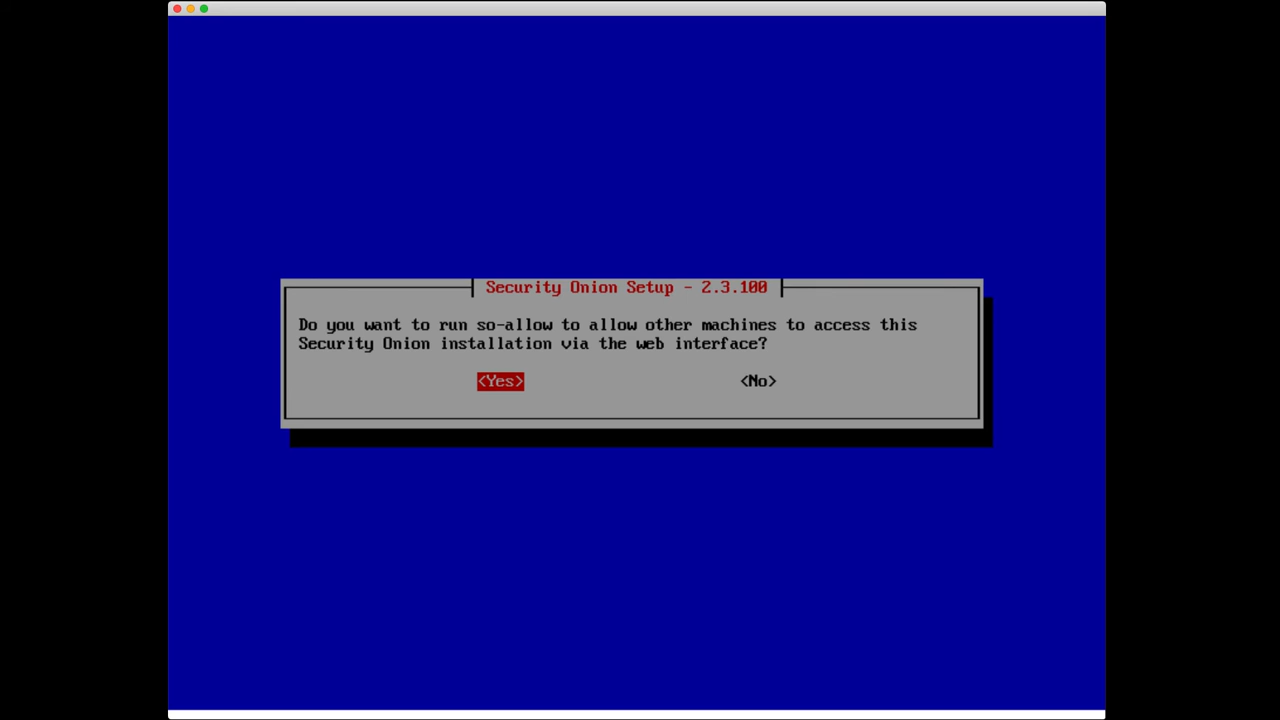 Security Onion Setup - 2.3.100
Do you want to run so-allow to allow other machines to access this
Security Onion installation via the web interface?
<Yes> <No>